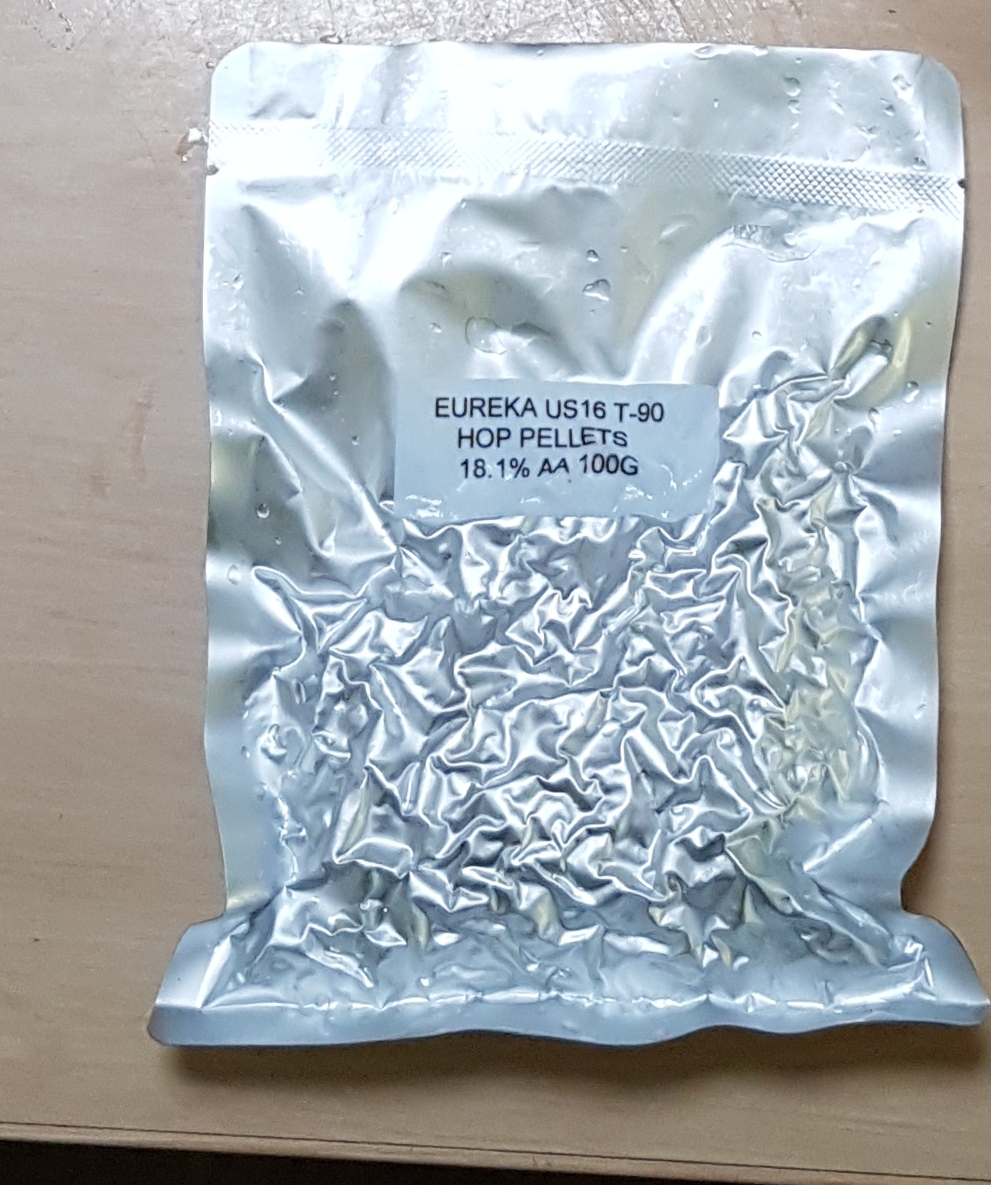 EUREKA US16 T-90
HOP PELLETS
18.1% AA 100G